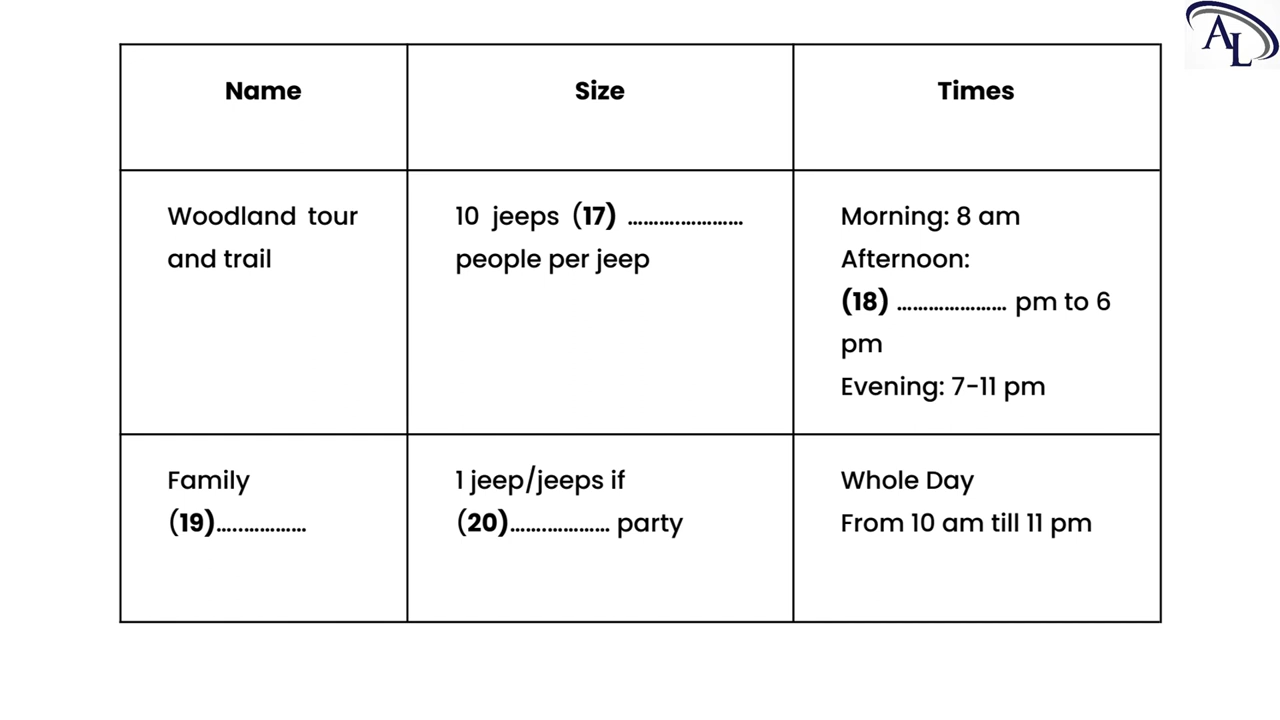 AL
Name
Size
Times
Woodland tour
and trail
10 jeeps (17) .....................
people per jeep
Morning: 8 am
Afternoon:
(18) ..................... pm to 6
pm
Evening: 7-11 pm
Family
(19).................
1 jeep/jeeps if
(20)................... party
Whole Day
From 10 am till 11 pm